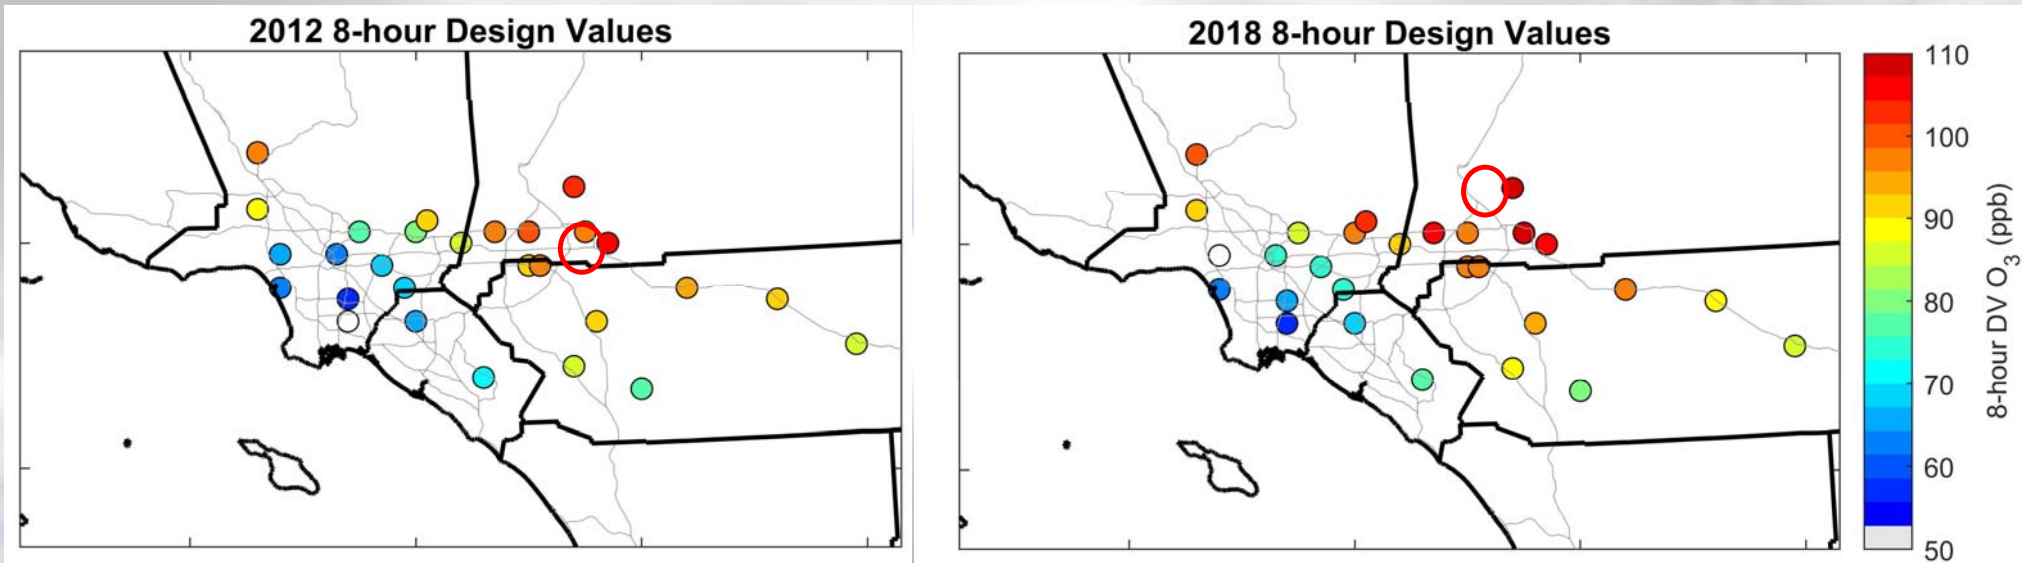 2012 8-hour Design Values
2018 8-hour Design Values
110
100
90
80
70
60
50
8-hour DV O₃ (ppb)